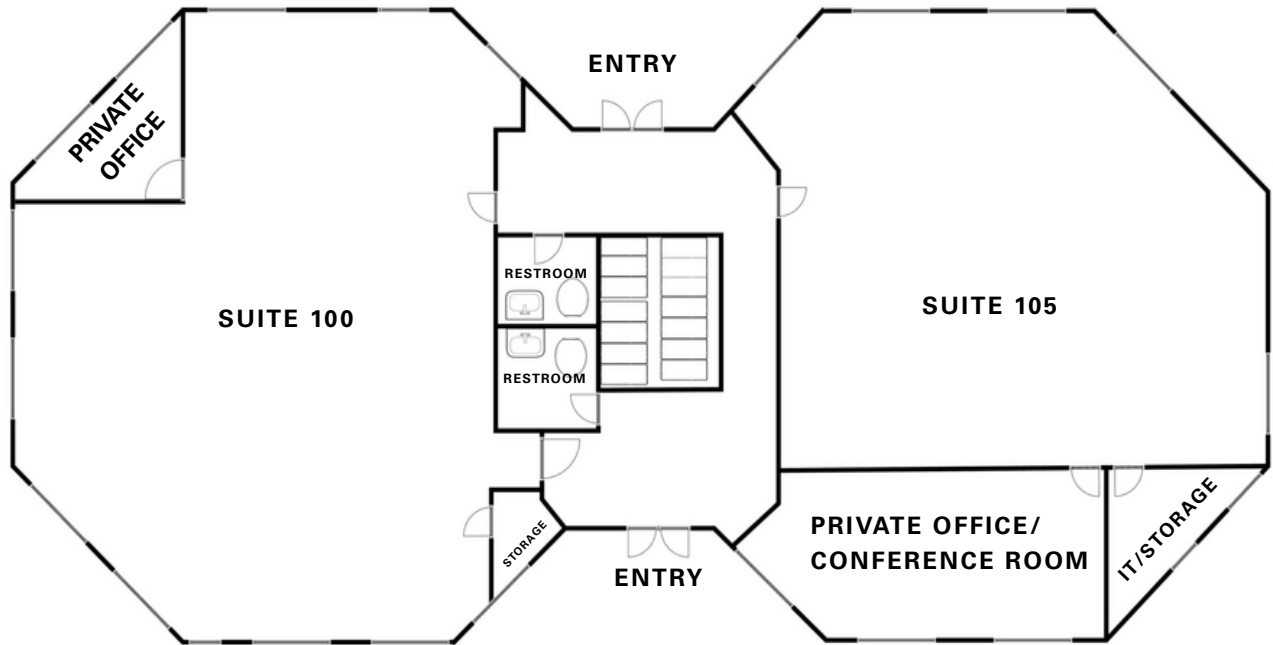 ENTRY
PRIVATE
OFFICE
RESTROOM
SUITE 100
SUITE 105
RESTROOM
STORAGE
PRIVATE OFFICE/
CONFERENCE ROOM
IT/STORAGE
ENTRY